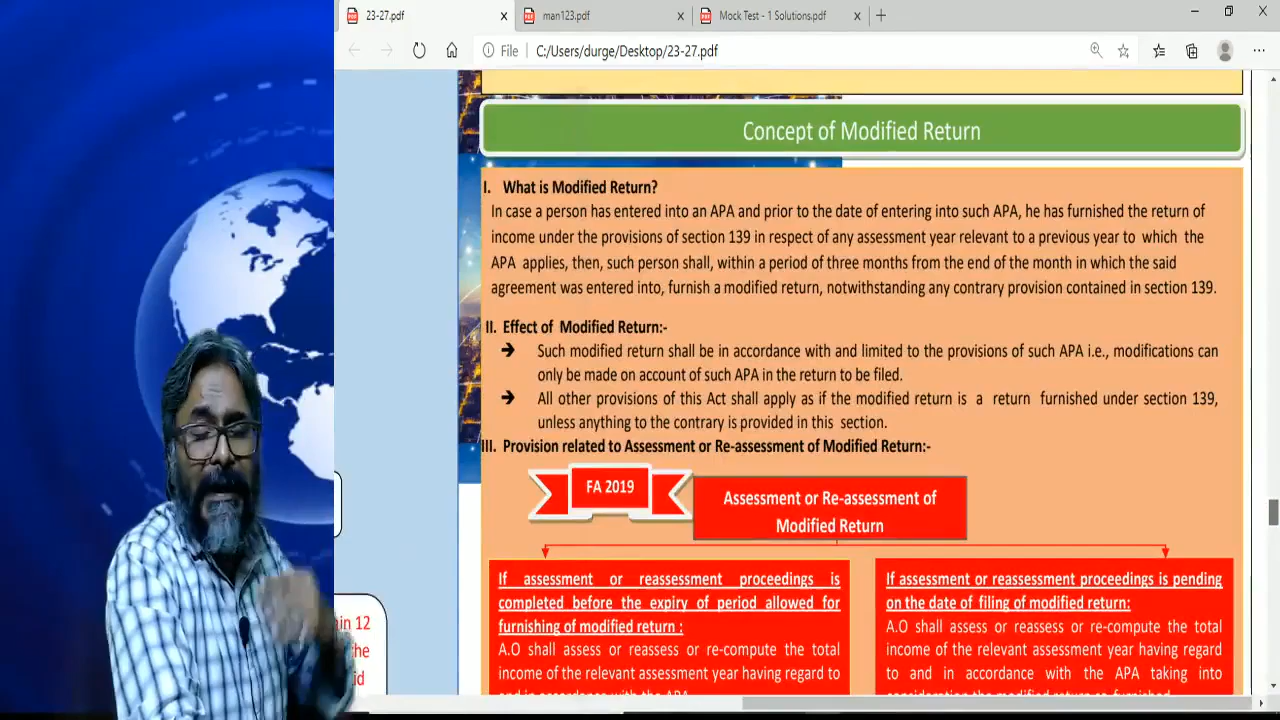 23-27.pdf
man123.pdf
Mock Test - 1 Solutions.pdf
File
C:/Users/durge/Desktop/23-27.pdf
Concept of Modified Return
I. What is Modified Return?
In case a person has entered into an APA and prior to the date of entering into such APA, he has furnished the return of
income under the provisions of section 139 in respect of any assessment year relevant to a previous year to which the
APA applies, then, such person shall, within a period of three months from the end of the month in which the said
agreement was entered into, furnish a modified return, notwithstanding any contrary provision contained in section 139.
II. Effect of Modified Return:-
➔ Such modified return shall be in accordance with and limited to the provisions of such APA i.e., modifications can
only be made on account of such APA in the return to be filed.
➔ All other provisions of this Act shall apply as if the modified return is a return furnished under section 139,
unless anything to the contrary is provided in this section.
III. Provision related to Assessment or Re-assessment of Modified Return:-
FA 2019
Assessment or Re-assessment of
Modified Return
If assessment or reassessment proceedings is
completed before the expiry of period allowed for
furnishing of modified return :
A.O shall assess or reassess or re-compute the total
income of the relevant assessment year having regard to
and in accordance with the APA
If assessment or reassessment proceedings is pending
on the date of filing of modified return:
A.O shall assess or reassess or re-compute the total
income of the relevant assessment year having regard
to and in accordance with the APA taking into
consideration the modified return so furnished
12